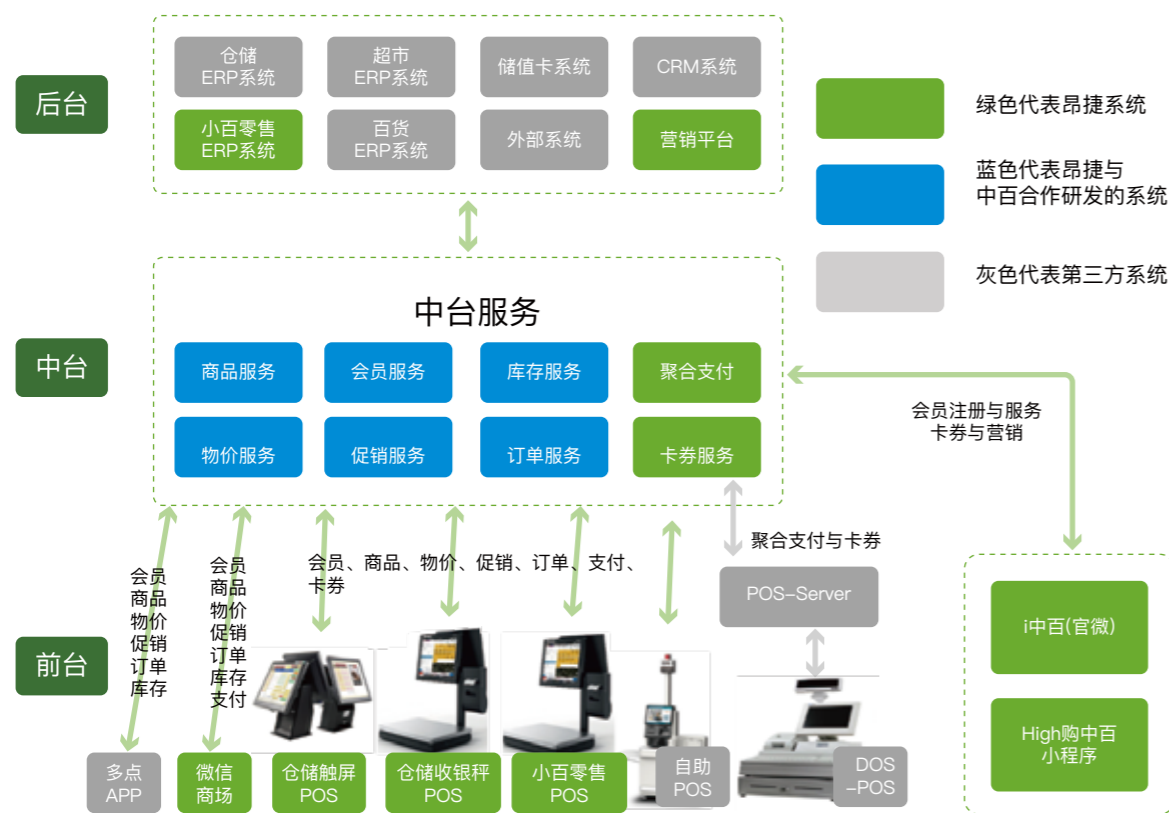 后台
仓储
ERP系统
超市
ERP系统
储值卡系统
CRM系统
小百零售
ERP系统
百货
ERP系统
外部系统
营销平台
绿色代表昂捷系统
蓝色代表昂捷与
中百合作研发的系统
灰色代表第三方系统
中台
中台服务
商品服务
会员服务
库存服务
聚合支付
物价服务
促销服务
订单服务
卡券服务
会员注册与服务
卡券与营销
前台
会员
商品
物价
促销
订单
库存
会员
商品
物价
促销
订单
库存
支付
会员、商品、物价、促销、订单、支付、
卡券
聚合支付与卡券
POS-Server
i中百(官微)
High购中百
小程序
多点
APP
微信
商场
仓储触屏
POS
仓储收银秤
POS
小百零售
POS
自助
POS
DOS
-POS